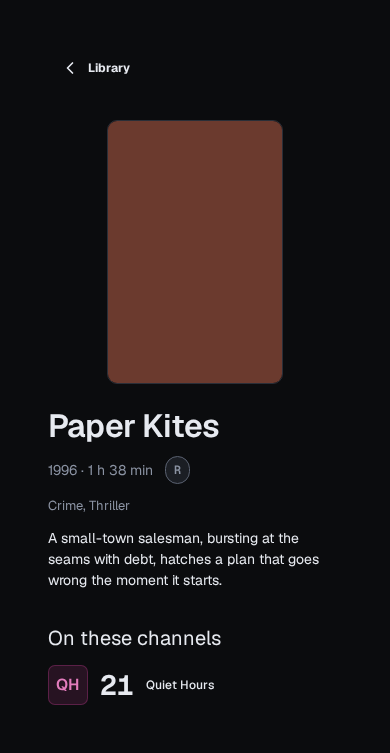 Library
Paper Kites
1996 · 1 h 38 min R
Crime, Thriller
A small-town salesman, bursting at the
seams with debt, hatches a plan that goes
wrong the moment it starts.
On these channels
QH 21 Quiet Hours